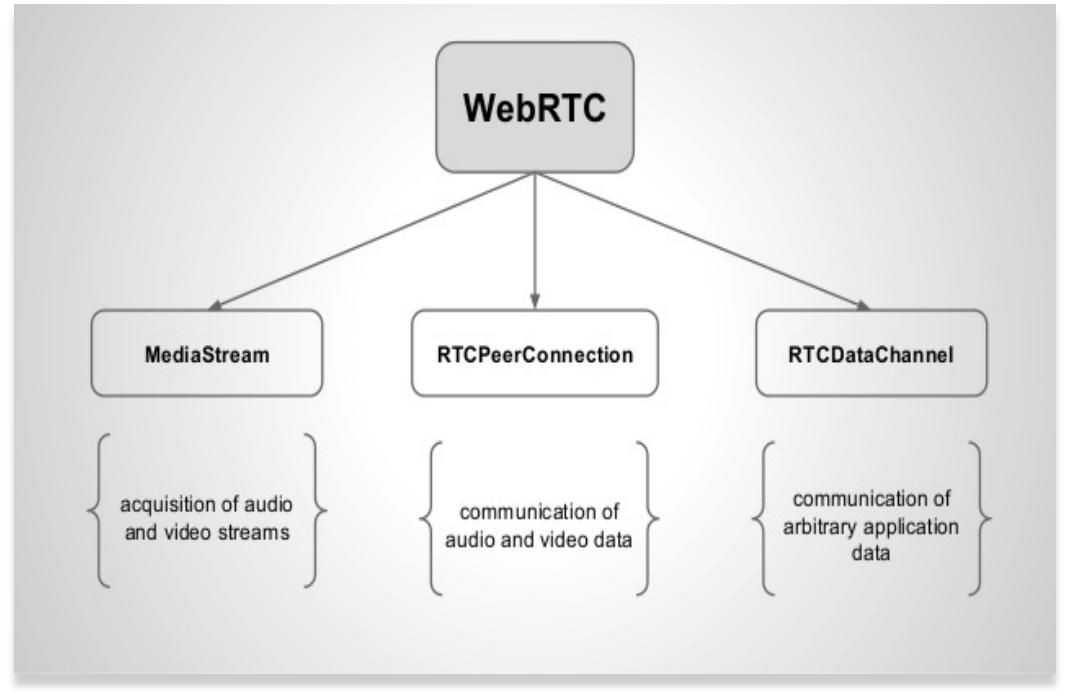 WebRTC
MediaStream
RTCPeerConnection
RTCDataChannel
acquisition of audio
and video streams
communication of
audio and video data
communication of
arbitrary application
data